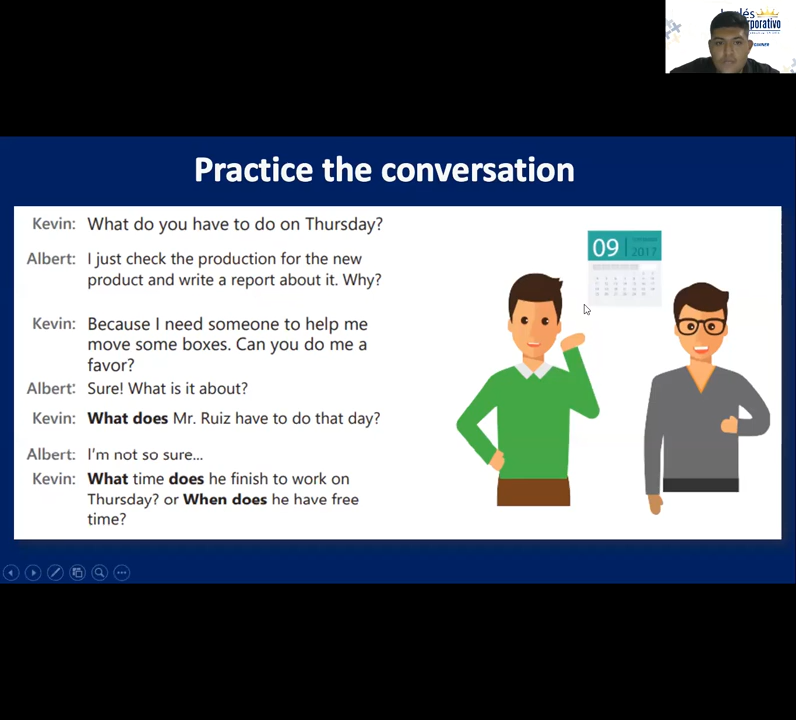 Practice the conversation
Kevin: What do you have to do on Thursday?
Albert: I just check the production for the new
product and write a report about it. Why?
Kevin: Because I need someone to help me
move some boxes. Can you do me a
favor?
Albert: Sure! What is it about?
Kevin: What does Mr. Ruiz have to do that day?
Albert: I'm not so sure...
Kevin: What time does he finish to work on
Thursday? or When does he have free
time?
09
2017